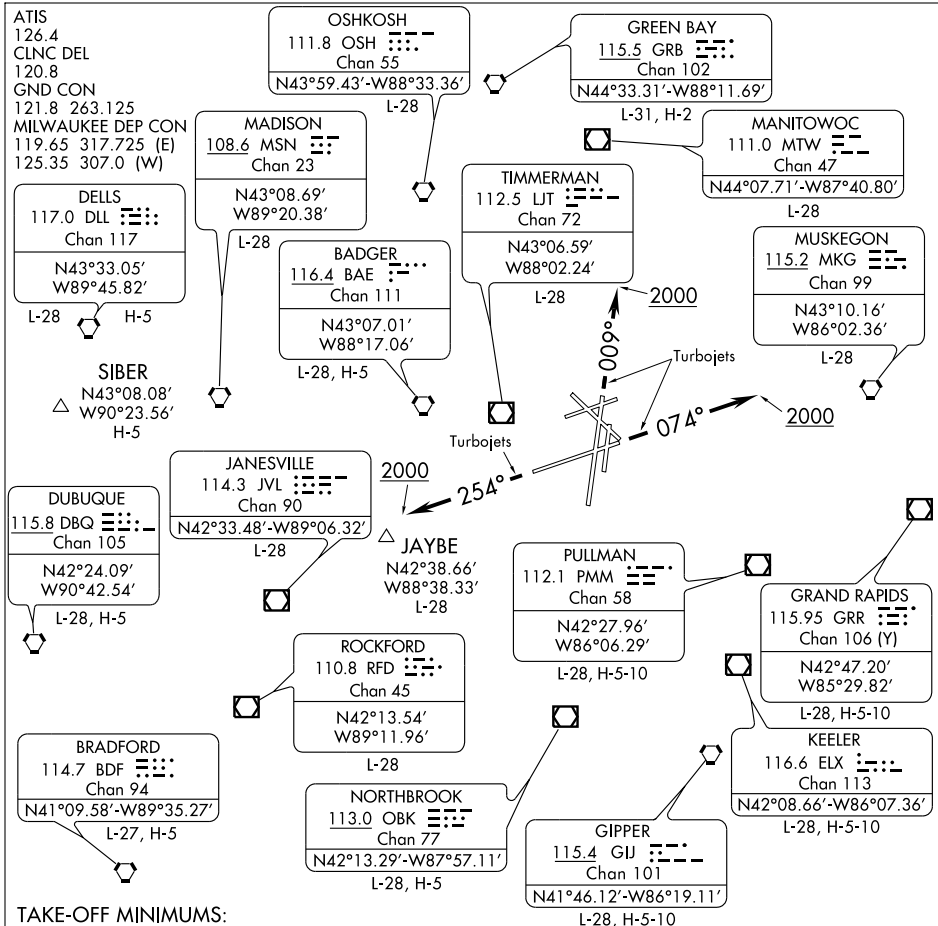 ATIS
126.4
CLNC DEL
120.8
GND CON
121.8 263.125
MILWAUKEE DEP CON
119.65 317.725 (E)
125.35 307.0 (W)
OSHKOSH
111.8 OSH
Chan 55
N43°59.43′-W88°33.36′
L-28
GREEN BAY
115.5 GRB
Chan 102
N44°33.31′-W88°11.69′
L-31, H-2
MADISON
108.6 MSN
Chan 23
N43°08.69′
W89°20.38′
L-28
MANITOWOC
111.0 MTW
Chan 47
N44°07.71′-W87°40.80′
L-28
TIMMERMAN
112.5 LJT
Chan 72
N43°06.59′
W88°02.24′
L-28
DELLS
117.0 DLL
Chan 117
N43°33.05′
W89°45.82′
L-28 H-5
BADGER
116.4 BAE
Chan 111
N43°07.01′
W88°17.06′
L-28, H-5
MUSKEGON
115.2 MKG
Chan 99
N43°10.16′
W86°02.36′
L-28
2000
009°
Turbojets
074°
2000
SIBER
N43°08.08′
W90°23.56′
H-5
Turbojets
254°
2000
JANESVILLE
114.3 JVL
Chan 90
N42°33.48′-W89°06.32′
L-28
DUBUQUE
115.8 DBQ
Chan 105
N42°24.09′
W90°42.54′
L-28, H-5
JAYBE
N42°38.66′
W88°38.33′
L-28
PULLMAN
112.1 PMM
Chan 58
N42°27.96′
W86°06.29′
L-28, H-5-10
GRAND RAPIDS
115.95 GRR
Chan 106 (Y)
N42°47.20′
W85°29.82′
L-28, H-5-10
ROCKFORD
110.8 RFD
Chan 45
N42°13.54′
W89°11.96′
L-28
KEELER
116.6 ELX
Chan 113
N42°08.66′-W86°07.36′
L-28, H-5-10
BRADFORD
114.7 BDF
Chan 94
N41°09.58′-W89°35.27′
L-27, H-5
NORTHBROOK
113.0 OBK
Chan 77
N42°13.29′-W87°57.11′
L-28, H-5
GIPPER
115.4 GIJ
Chan 101
N41°46.12′-W86°19.11′
L-28, H-5-10
TAKE-OFF MINIMUMS: